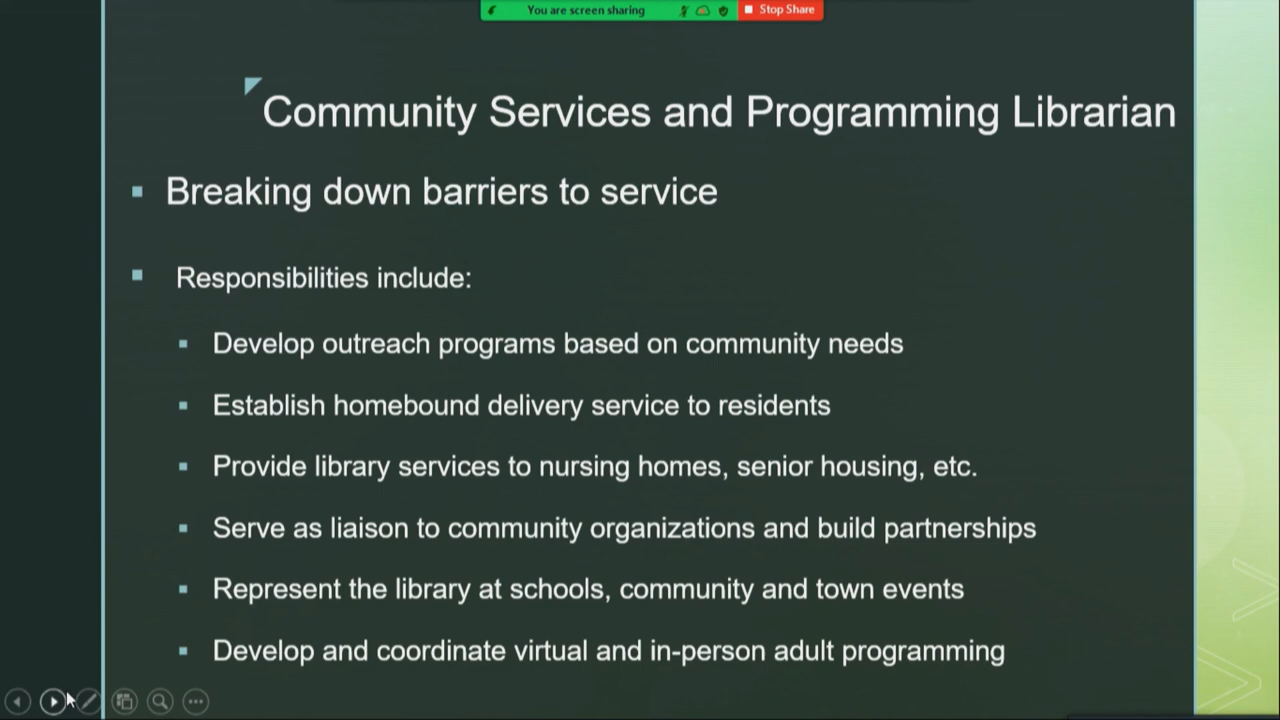 You are screen sharing
Stop Share
Community Services and Programming Librarian
Breaking down barriers to service
Responsibilities include:
Develop outreach programs based on community needs
Establish homebound delivery service to residents
Provide library services to nursing homes, senior housing, etc.
Serve as liaison to community organizations and build partnerships
Represent the library at schools, community and town events
Develop and coordinate virtual and in-person adult programming